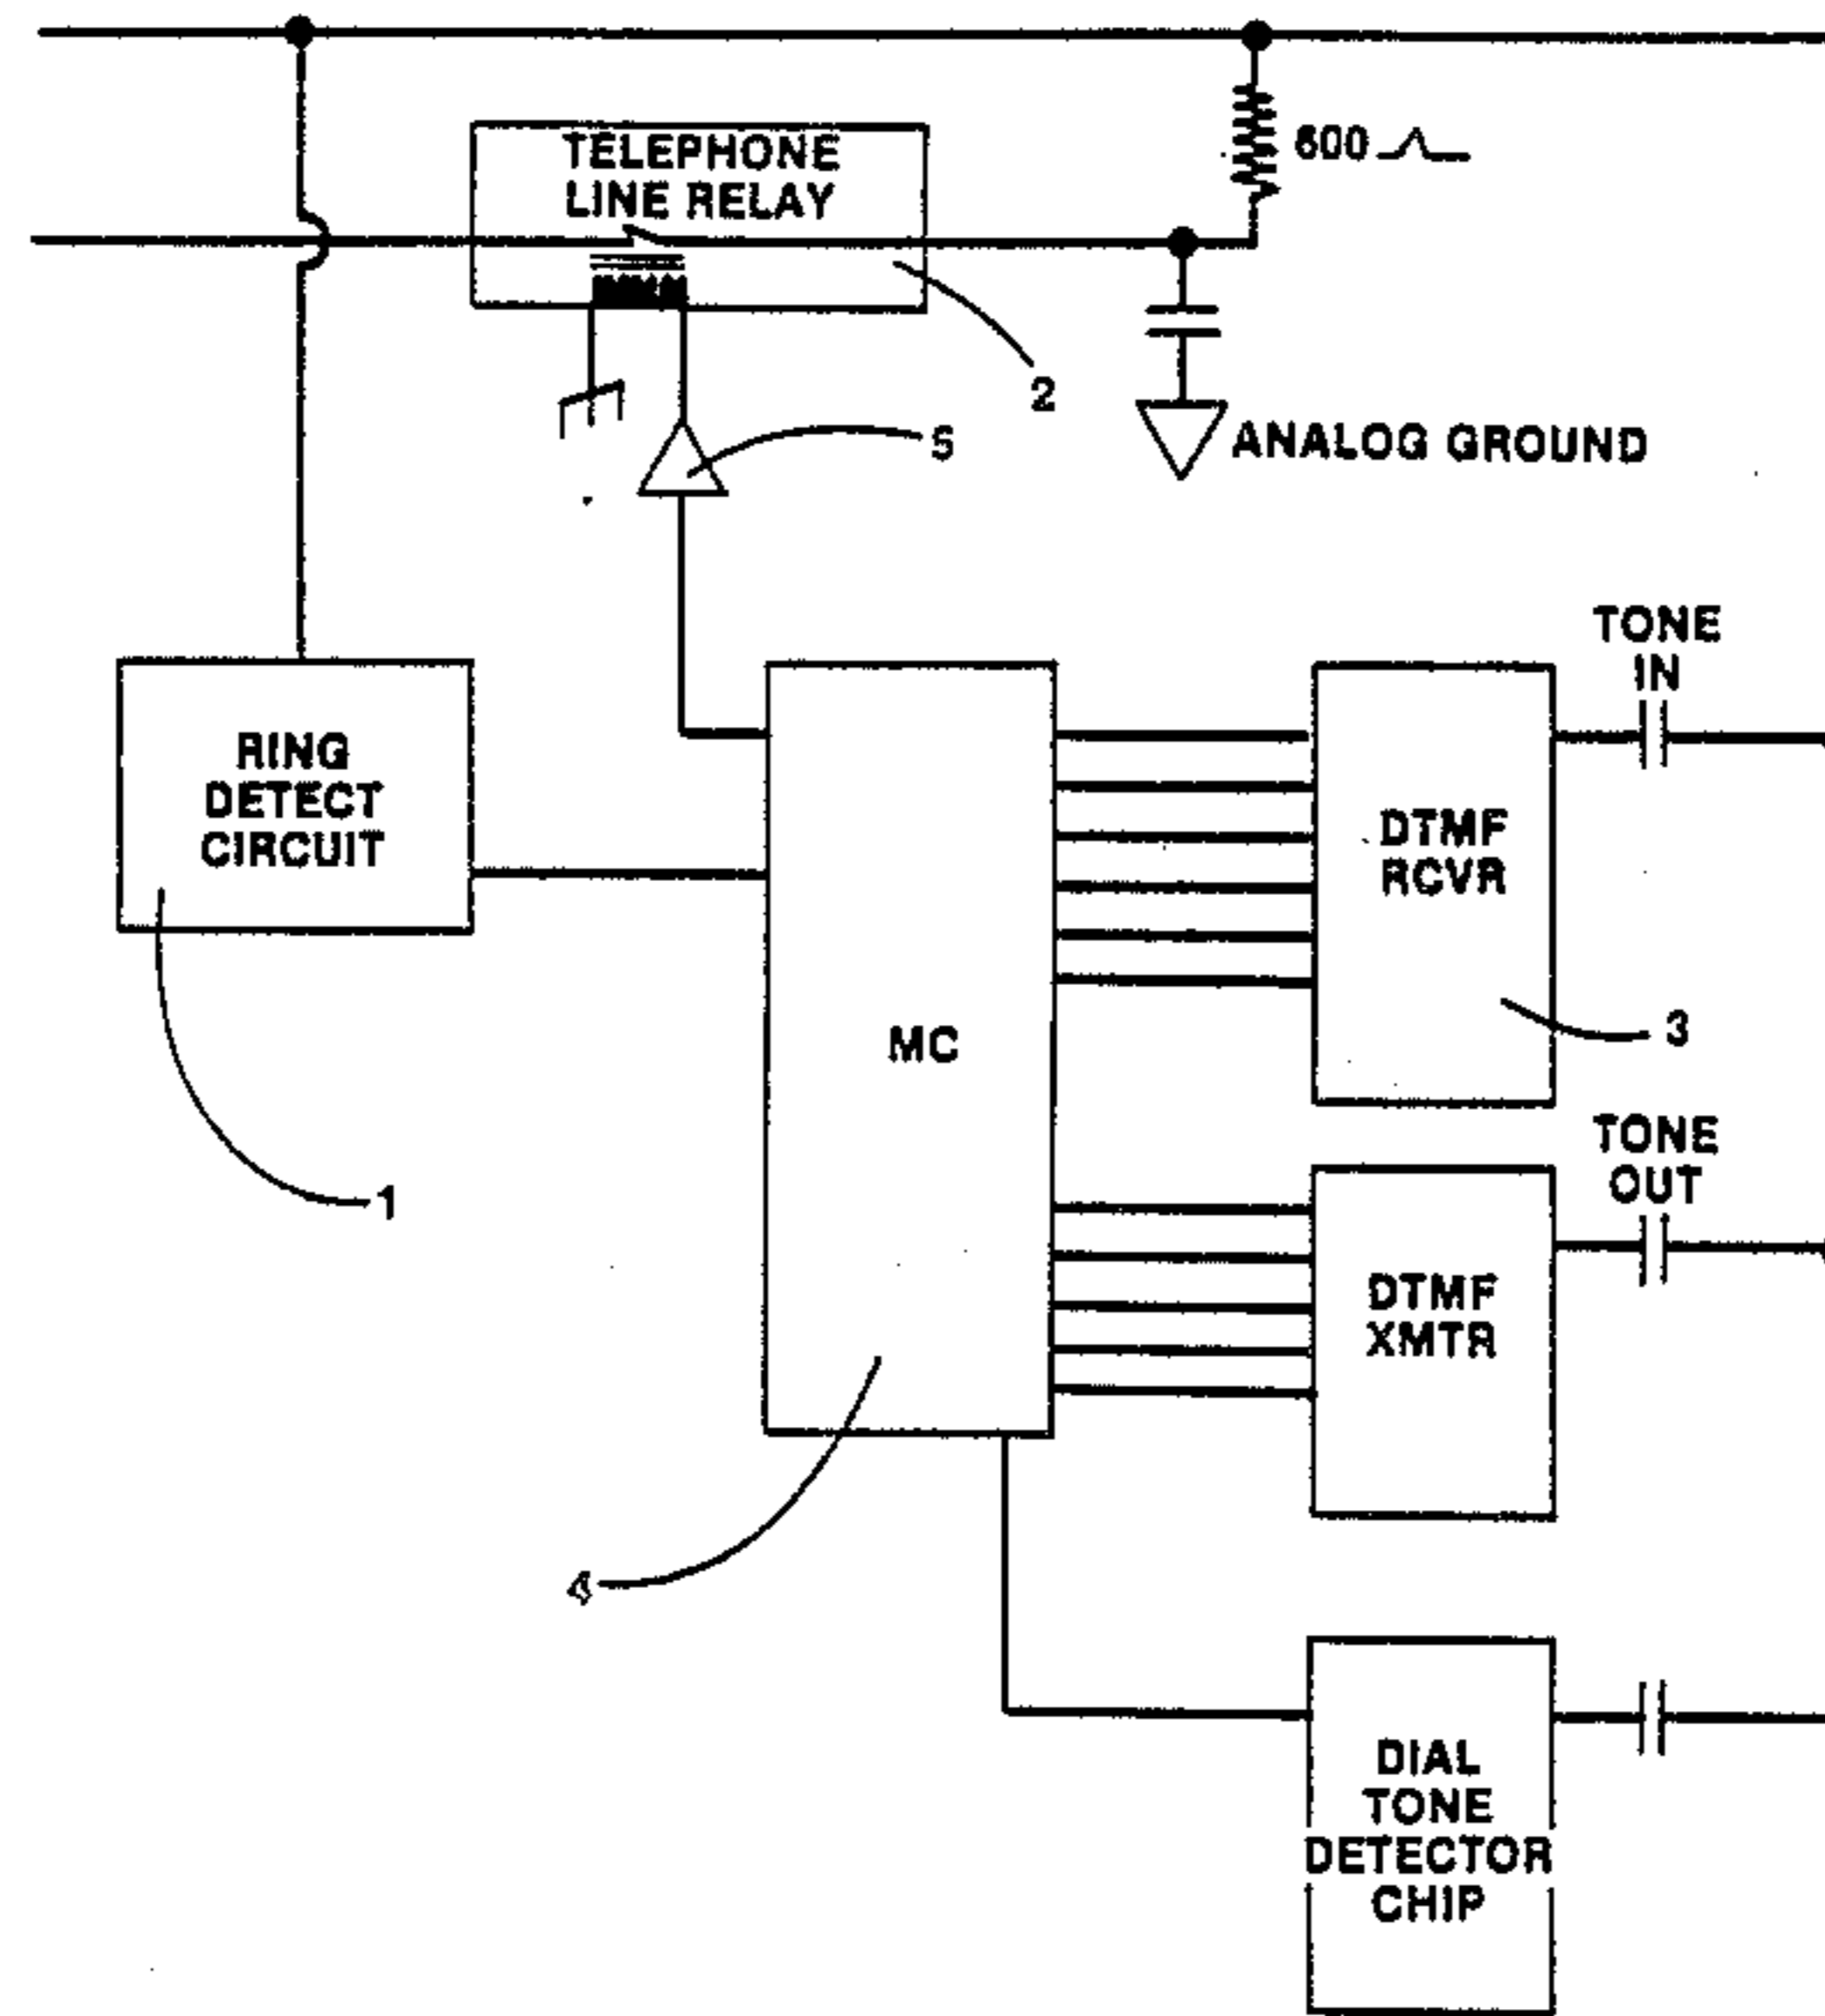 TELEPHONE
LINE RELAY
600
2
5
ANALOG GROUND
TONE
IN
RING
DETECT
CIRCUIT
DTMF
RCVR
MC
3
TONE
OUT
1
DTMF
XMTR
4
DIAL
TONE
DETECTOR
CHIP